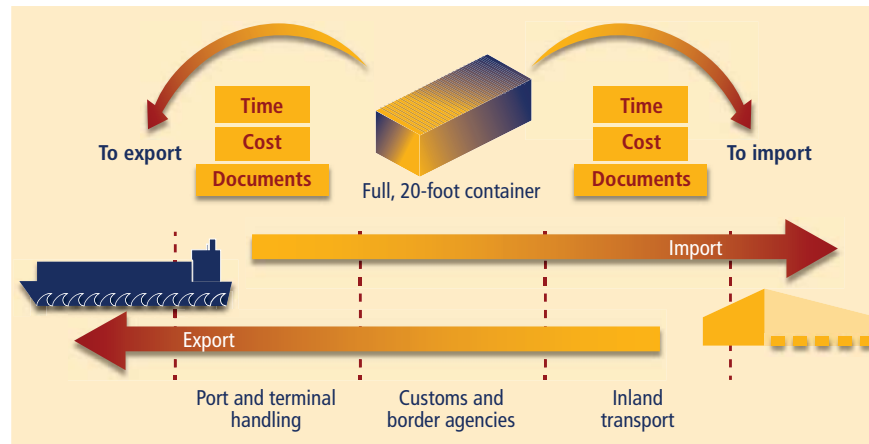 Time
Cost
Documents
To export
Full, 20-foot container
Time
Cost
Documents
To import
Import
Export
Port and terminal
handling
Customs and
border agencies
Inland
transport